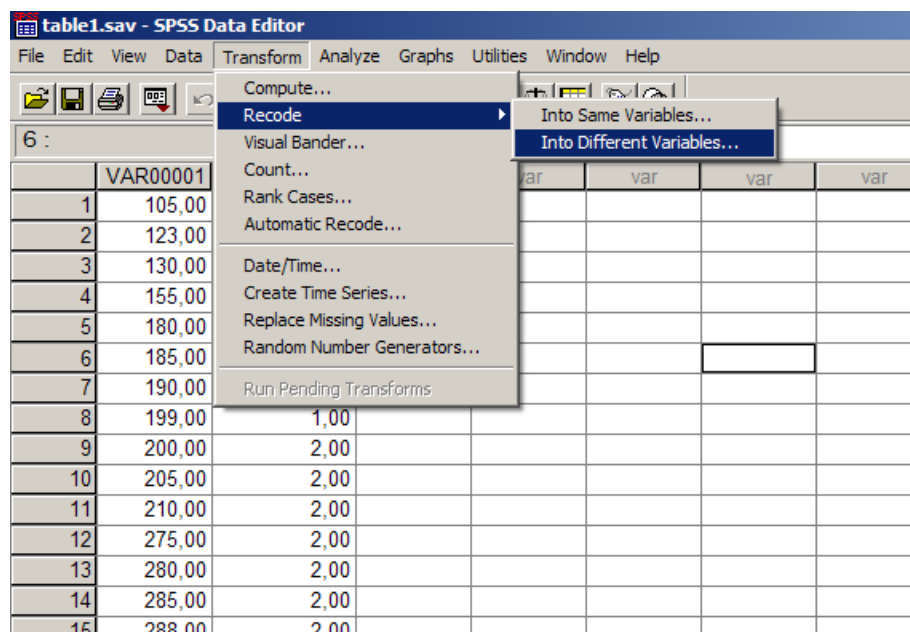 table1.sav - SPSS Data Editor
File Edit View Data Transform Analyze Graphs Utilities Window Help
Compute...
Recode
Into Same Variables...
Into Different Variables...
Visual Bander...
Count...
Rank Cases...
Automatic Recode...
Date/Time...
Create Time Series...
Replace Missing Values...
Random Number Generators...
Run Pending Transforms
6 :
VAR00001 var var var var
1 105,00
2 123,00
3 130,00
4 155,00
5 180,00
6 185,00
7 190,00
8 199,00 1,00
9 200,00 2,00
10 205,00 2,00
11 210,00 2,00
12 275,00 2,00
13 280,00 2,00
14 285,00 2,00
15 288,00 2,00